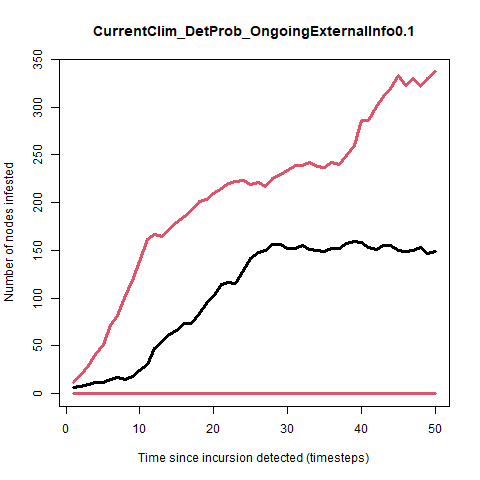 CurrentClim_DetProb_OngoingExternalInfo0.1
Number of nodes infested
350
300
250
200
150
100
50
0
0 10 20 30 40 50
Time since incursion detected (timesteps)